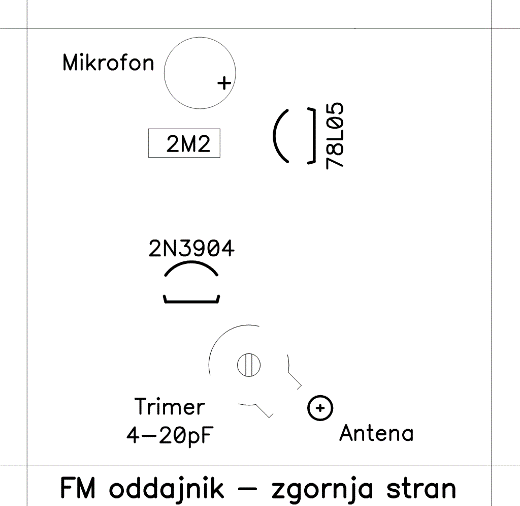 Mikrofon
+
2M2
78L05
2N3904
Trimer
4-20pF
+
Antena
FM oddajnik - zgornja stran